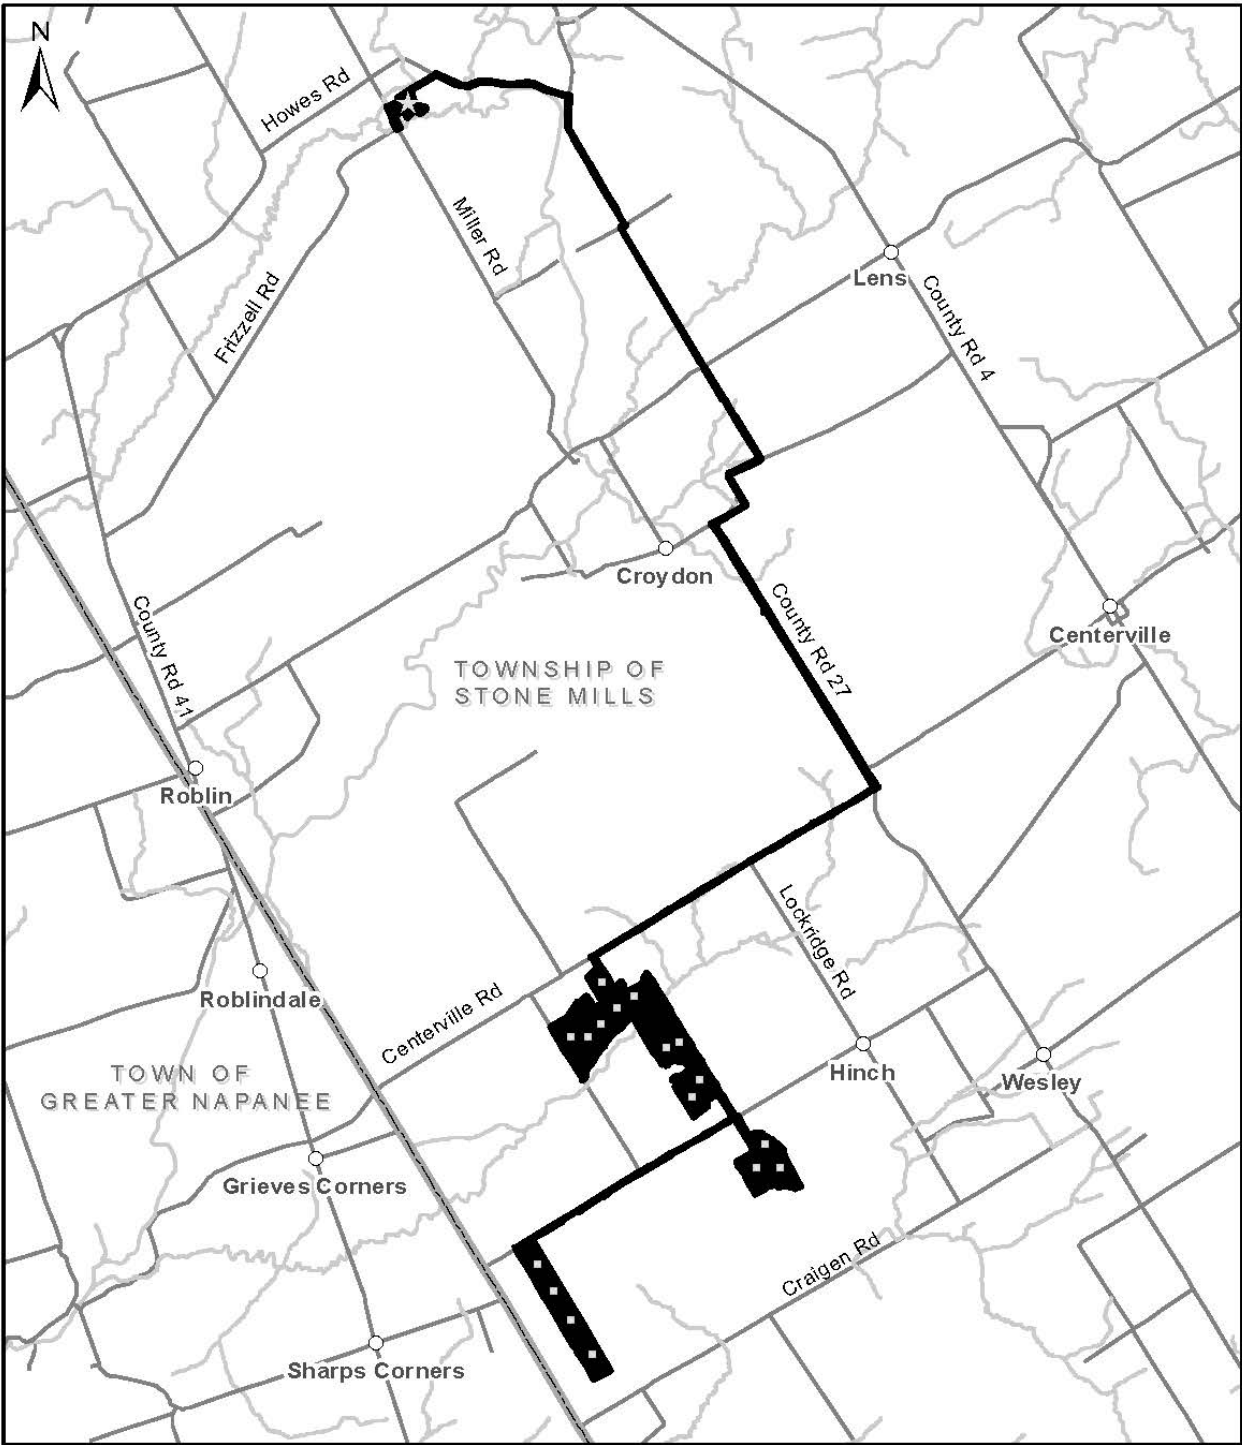 N
Howes Rd
Miller Rd
Lens
County Rd 4
Frizzell Rd
Croydon
County Rd 27
Centerville
County Rd 41
TOWNSHIP OF
STONE MILLS
Roblin
Lockridge Rd
Roblindale
Centerville Rd
TOWN OF
GREATER NAPANEE
Hinch
Wesley
Grieves Corners
Craigen Rd
Sharps Corners